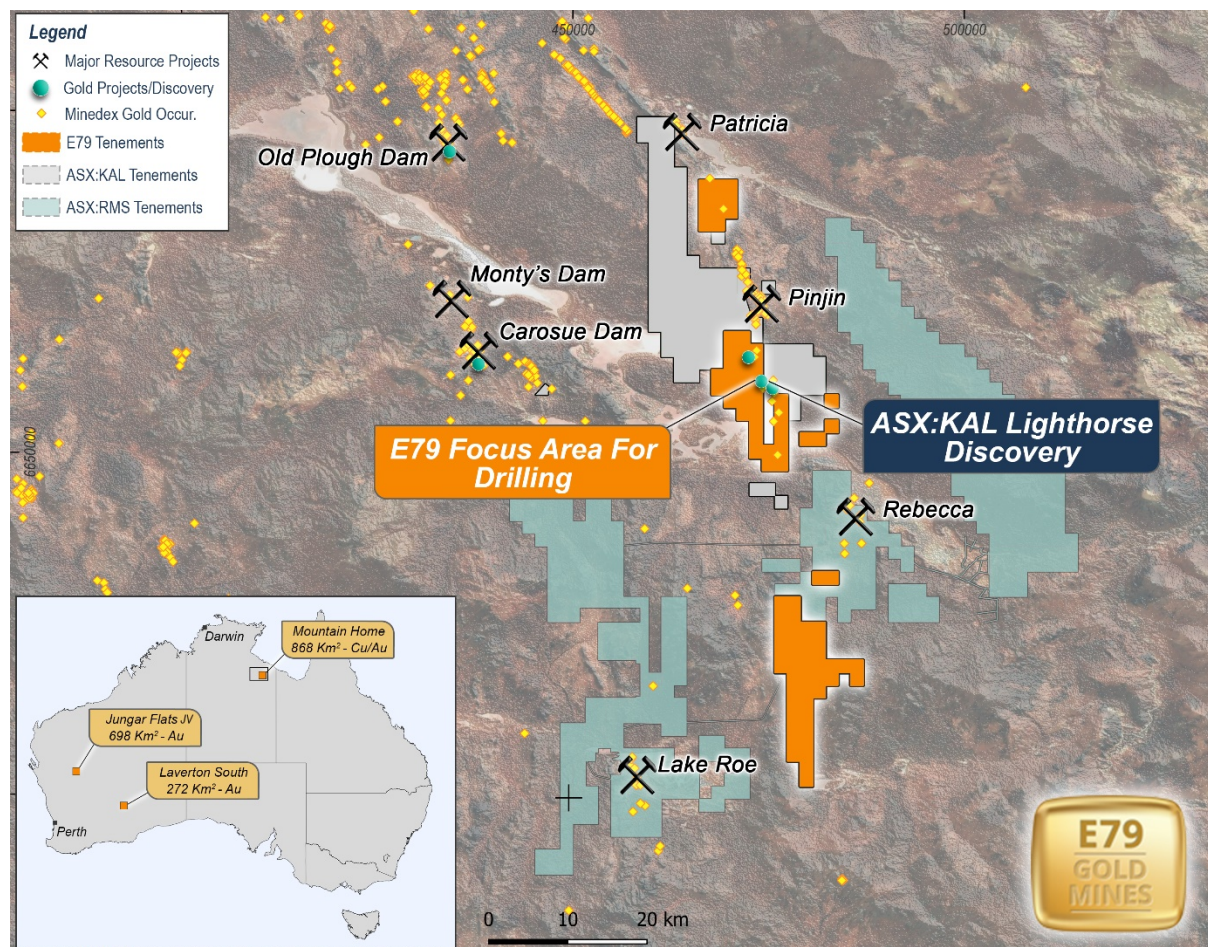 Legend
Major Resource Projects
Gold Projects/Discovery
Minedex Gold Occur.
E79 Tenements
ASX:KAL Tenements
ASX:RMS Tenements
450000
500000
6650000
Patricia
Old Plough Dam
Monty's Dam
Pinjin
Carosue Dam
E79 Focus Area For
Drilling
ASX:KAL Lighthorse
Discovery
Rebecca
Lake Roe
Darwin
Mountain Home
868 Km² - Cu/Au
Jungar Flats JV
698 Km² - Au
Laverton South
272 Km² - Au
Perth
0 10 20 km
E79
GOLD
MINES